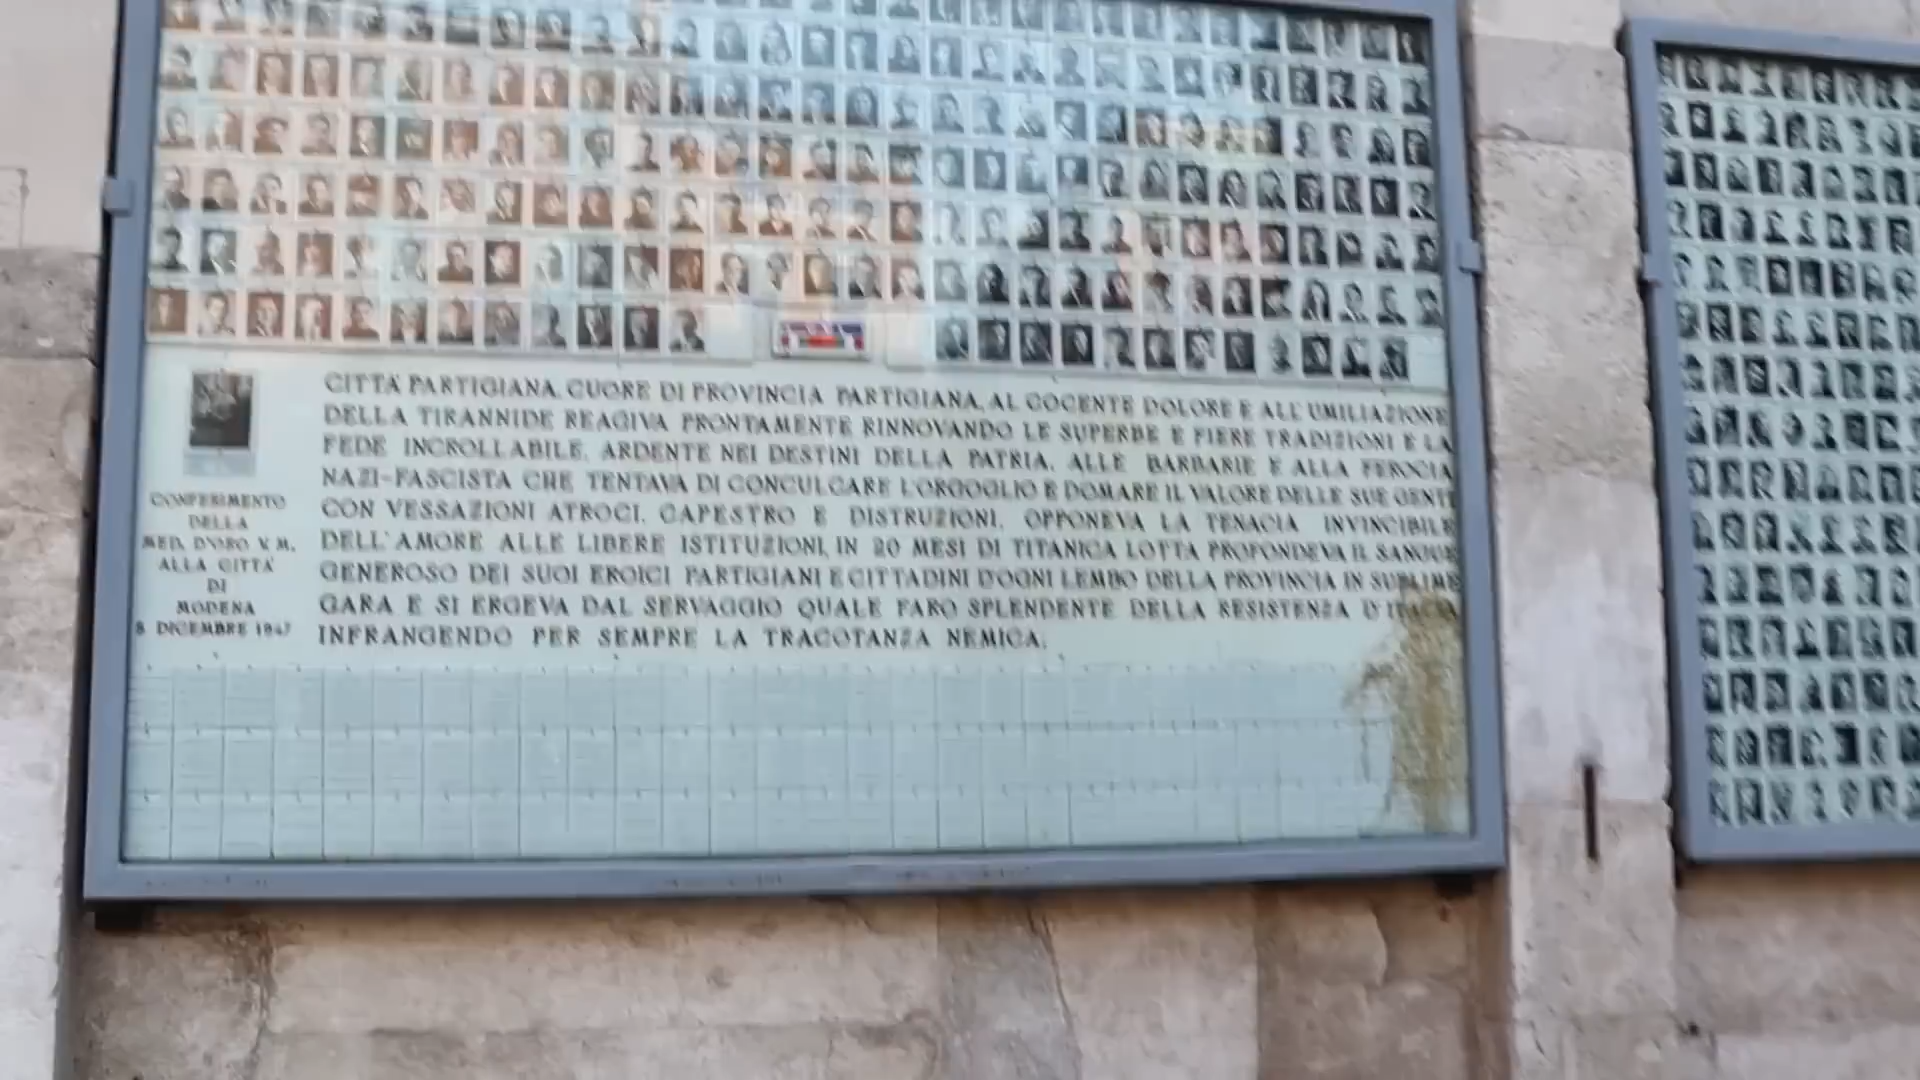 CITTÀ PARTIGIANA, CUORE DI PROVINCIA PARTIGIANA, AL COCENTE DOLORE E ALL'UMILIAZIONE
DELLA TIRANNIDE REAGIVA PRONTAMENTE RINNOVANDO LE SUPERBE E FIERE TRADIZIONI E LA
FEDE INCROLLABILE, ARDENTE NEI DESTINI DELLA PATRIA, ALLE BARBARIE E ALLA FEROCIA
NAZI-FASCISTA CHE TENTAVA DI CONCULCARE L'ORGOGLIO E DOMARE IL VALORE DELLE SUE GENTI
CON VESSAZIONI ATROCI, CAPESTRO E DISTRUZIONI, OPPONEVA LA TENACIA INVINCIBILE
DELL'AMORE ALLE LIBERE ISTITUZIONI, IN 20 MESI DI TITANICA LOTTA PROFONDEVA IL SANGUE
GENEROSO DEI SUOI EROICI PARTIGIANI E CITTADINI D'OGNI LEMBO DELLA PROVINCIA IN SUBLIME
GARA E SI ERGEVA DAL SERVAGGIO QUALE FARO SPLENDENTE DELLA RESISTENZA D'ITALIA
INFRANGENDO PER SEMPRE LA TRACOTANZA NEMICA.
CONFERIMENTO
DELLA
MED. D'ORO V. M.
ALLA CITTÀ
DI
MODENA
8 DICEMBRE 1947